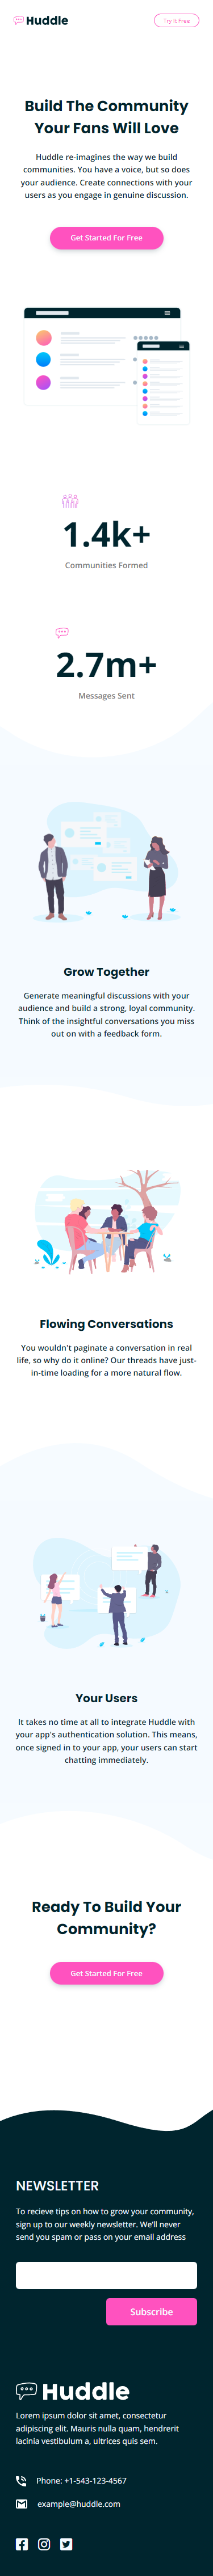 Huddle
Try It Free
Build The Community
Your Fans Will Love
Huddle re-imagines the way we build
communities. You have a voice, but so does
your audience. Create connections with your
users as you engage in genuine discussion.
Get Started For Free
1.4k+
Communities Formed
2.7m+
Messages Sent
Grow Together
Generate meaningful discussions with your
audience and build a strong, loyal community.
Think of the insightful conversations you miss
out on with a feedback form.
Flowing Conversations
You wouldn't paginate a conversation in real
life, so why do it online? Our threads have just-
in-time loading for a more natural flow.
Your Users
It takes no time at all to integrate Huddle with
your app's authentication solution. This means,
once signed in to your app, your users can start
chatting immediately.
Ready To Build Your
Community?
Get Started For Free
NEWSLETTER
To recieve tips on how to grow your community,
sign up to our weekly newsletter. We'll never
send you spam or pass on your email address
Subscribe
Huddle
Lorem ipsum dolor sit amet, consectetur
adipiscing elit. Mauris nulla quam, hendrerit
lacinia vestibulum a, ultrices quis sem.
Phone: +1-543-123-4567
example@huddle.com